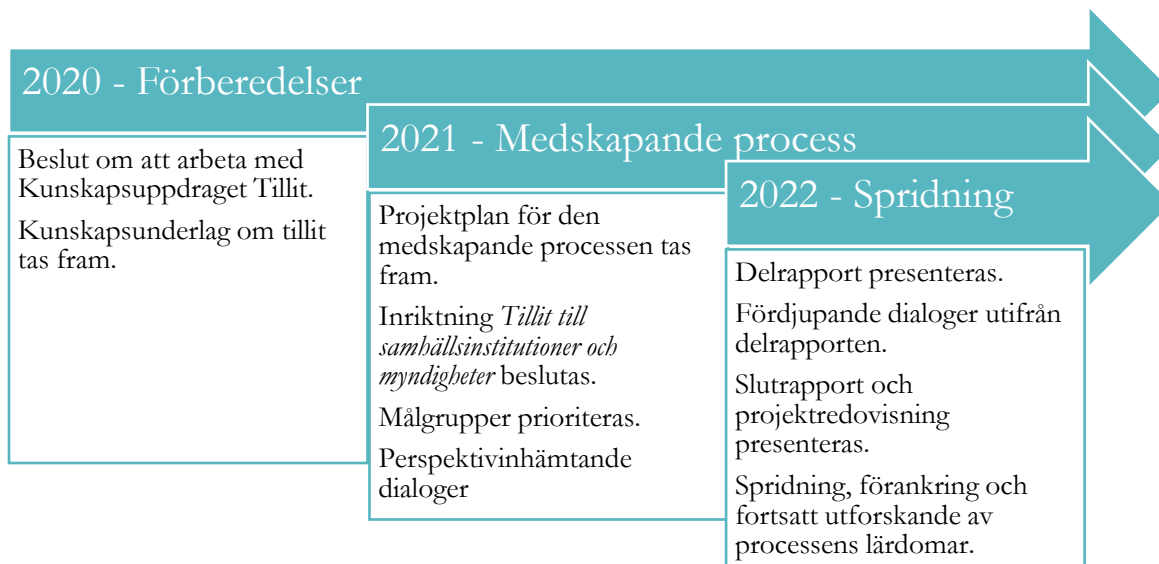 2020 - Förberedelser
Beslut om att arbeta med
Kunskapsuppdraget Tillit.
Kunskapsunderlag om tillit
tas fram.
2021 - Medskapande process
Projektplan för den
medskapande processen tas
fram.
Inriktning Tillit till
samhällsinstitutioner och
myndigheter beslutas.
Målgrupper prioriteras.
Perspektivinhämtande
dialoger
2022 - Spridning
Delrapport presenteras.
Fördjupande dialoger utifrån
delrapporten.
Slutrapport och
projektredovisning
presenteras.
Spridning, förankring och
fortsatt utforskande av
processens lärdomar.